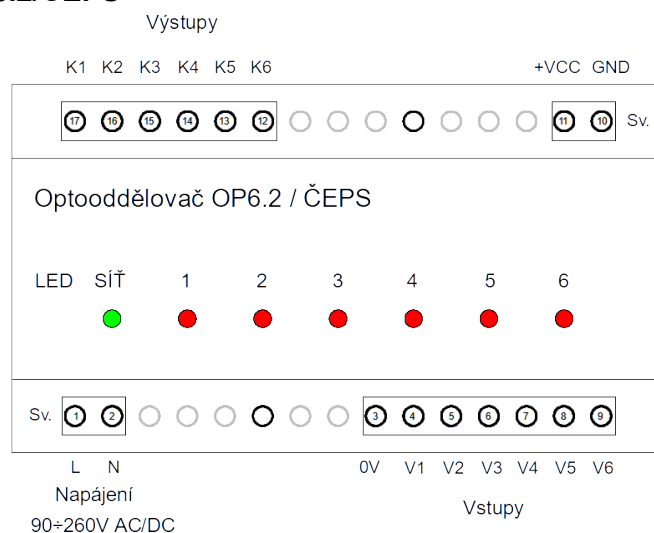 Výstupy
K1 K2 K3 K4 K5 K6 +VCC GND
17 16 15 14 13 12 11 10 Sv.
Optooddělovač OP6.2 / ČEPS
LED SÍŤ 1 2 3 4 5 6
Sv. 1 2 3 4 5 6 7 8 9
L N 0V V1 V2 V3 V4 V5 V6
Napájení
Vstupy
90÷260V AC/DC